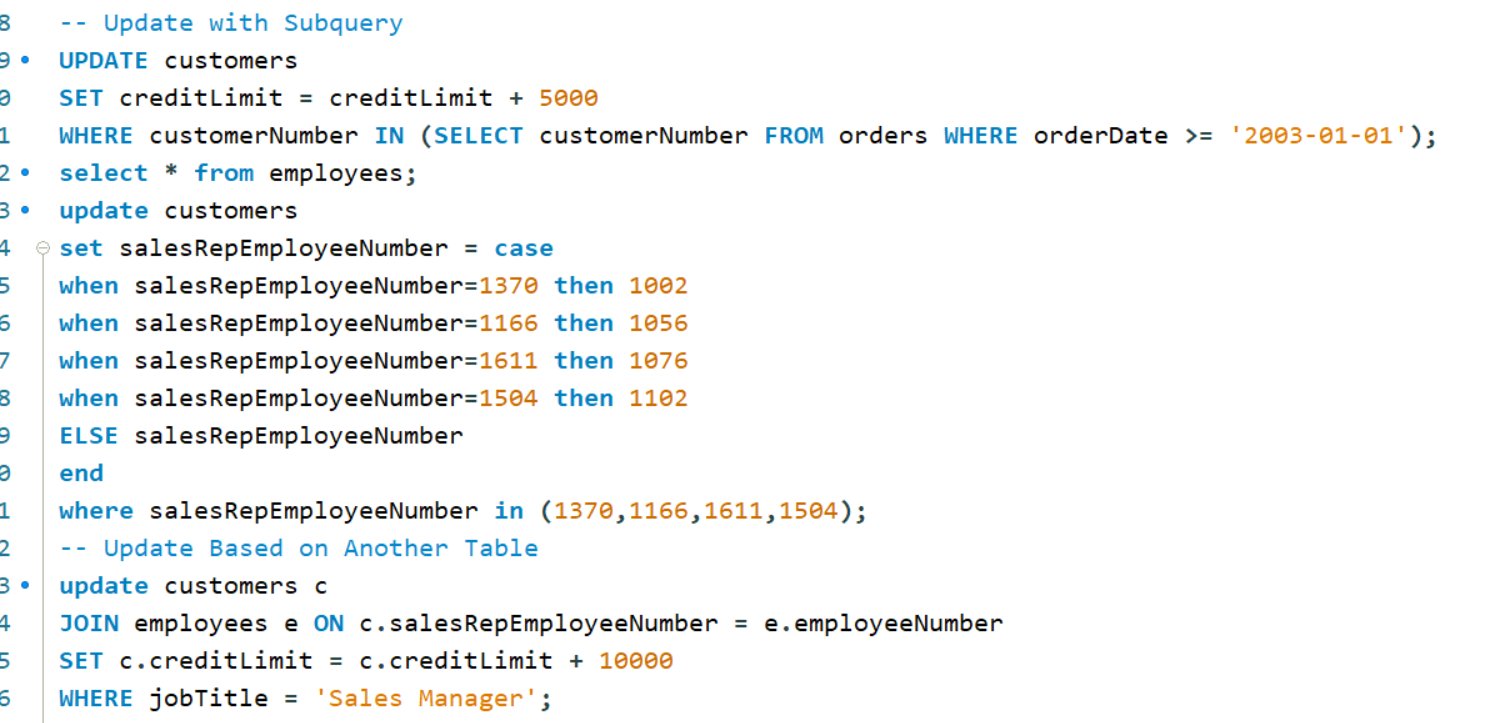 8 -- Update with Subquery
9 UPDATE customers
0 SET creditLimit = creditLimit + 5000
1 WHERE customerNumber IN (SELECT customerNumber FROM orders WHERE orderDate >= '2003-01-01');
2 select * from employees;
3 update customers
4 set salesRepEmployeeNumber = case
5 when salesRepEmployeeNumber=1370 then 1002
6 when salesRepEmployeeNumber=1166 then 1056
7 when salesRepEmployeeNumber=1611 then 1076
8 when salesRepEmployeeNumber=1504 then 1102
9 ELSE salesRepEmployeeNumber
0 end
1 where salesRepEmployeeNumber in (1370,1166,1611,1504);
2 -- Update Based on Another Table
3 update customers c
4 JOIN employees e ON c.salesRepEmployeeNumber = e.employeeNumber
5 SET c.creditLimit = c.creditLimit + 10000
6 WHERE jobTitle = 'Sales Manager';